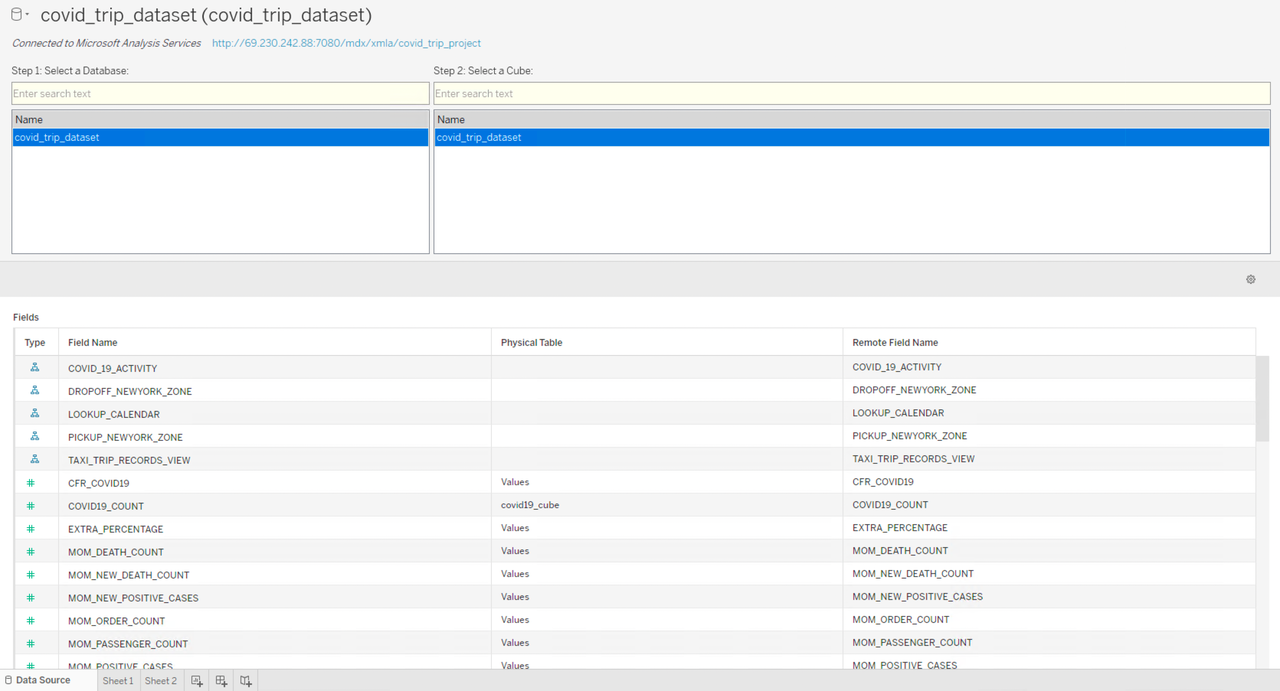 covid_trip_dataset (covid_trip_dataset)
Connected to Microsoft Analysis Services http://69.230.242.88:7080/mdx/xmla/covid_trip_project
Step 1: Select a Database: Step 2: Select a Cube:
Enter search text Enter search text
Name Name
covid_trip_dataset covid_trip_dataset
Fields
Type Field Name Physical Table Remote Field Name
COVID_19_ACTIVITY COVID_19_ACTIVITY
DROPOFF_NEWYORK_ZONE DROPOFF_NEWYORK_ZONE
LOOKUP_CALENDAR LOOKUP_CALENDAR
PICKUP_NEWYORK_ZONE PICKUP_NEWYORK_ZONE
TAXI_TRIP_RECORDS_VIEW TAXI_TRIP_RECORDS_VIEW
# CFR_COVID19 Values CFR_COVID19
# COVID19_COUNT covid19_cube COVID19_COUNT
# EXTRA_PERCENTAGE Values EXTRA_PERCENTAGE
# MOM_DEATH_COUNT Values MOM_DEATH_COUNT
# MOM_NEW_DEATH_COUNT Values MOM_NEW_DEATH_COUNT
# MOM_NEW_POSITIVE_CASES Values MOM_NEW_POSITIVE_CASES
# MOM_ORDER_COUNT Values MOM_ORDER_COUNT
# MOM_PASSENGER_COUNT Values MOM_PASSENGER_COUNT
# MOM_POSITIVE_CASES Values MOM_POSITIVE_CASES
Data Source Sheet 1 Sheet 2